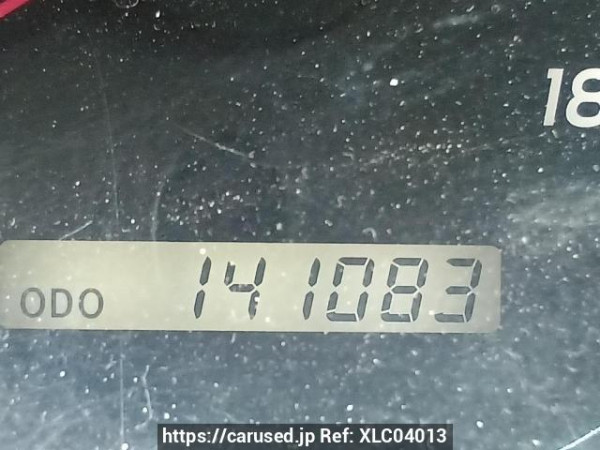 18
ODO 141083
https://carused.jp Ref: XLC04013